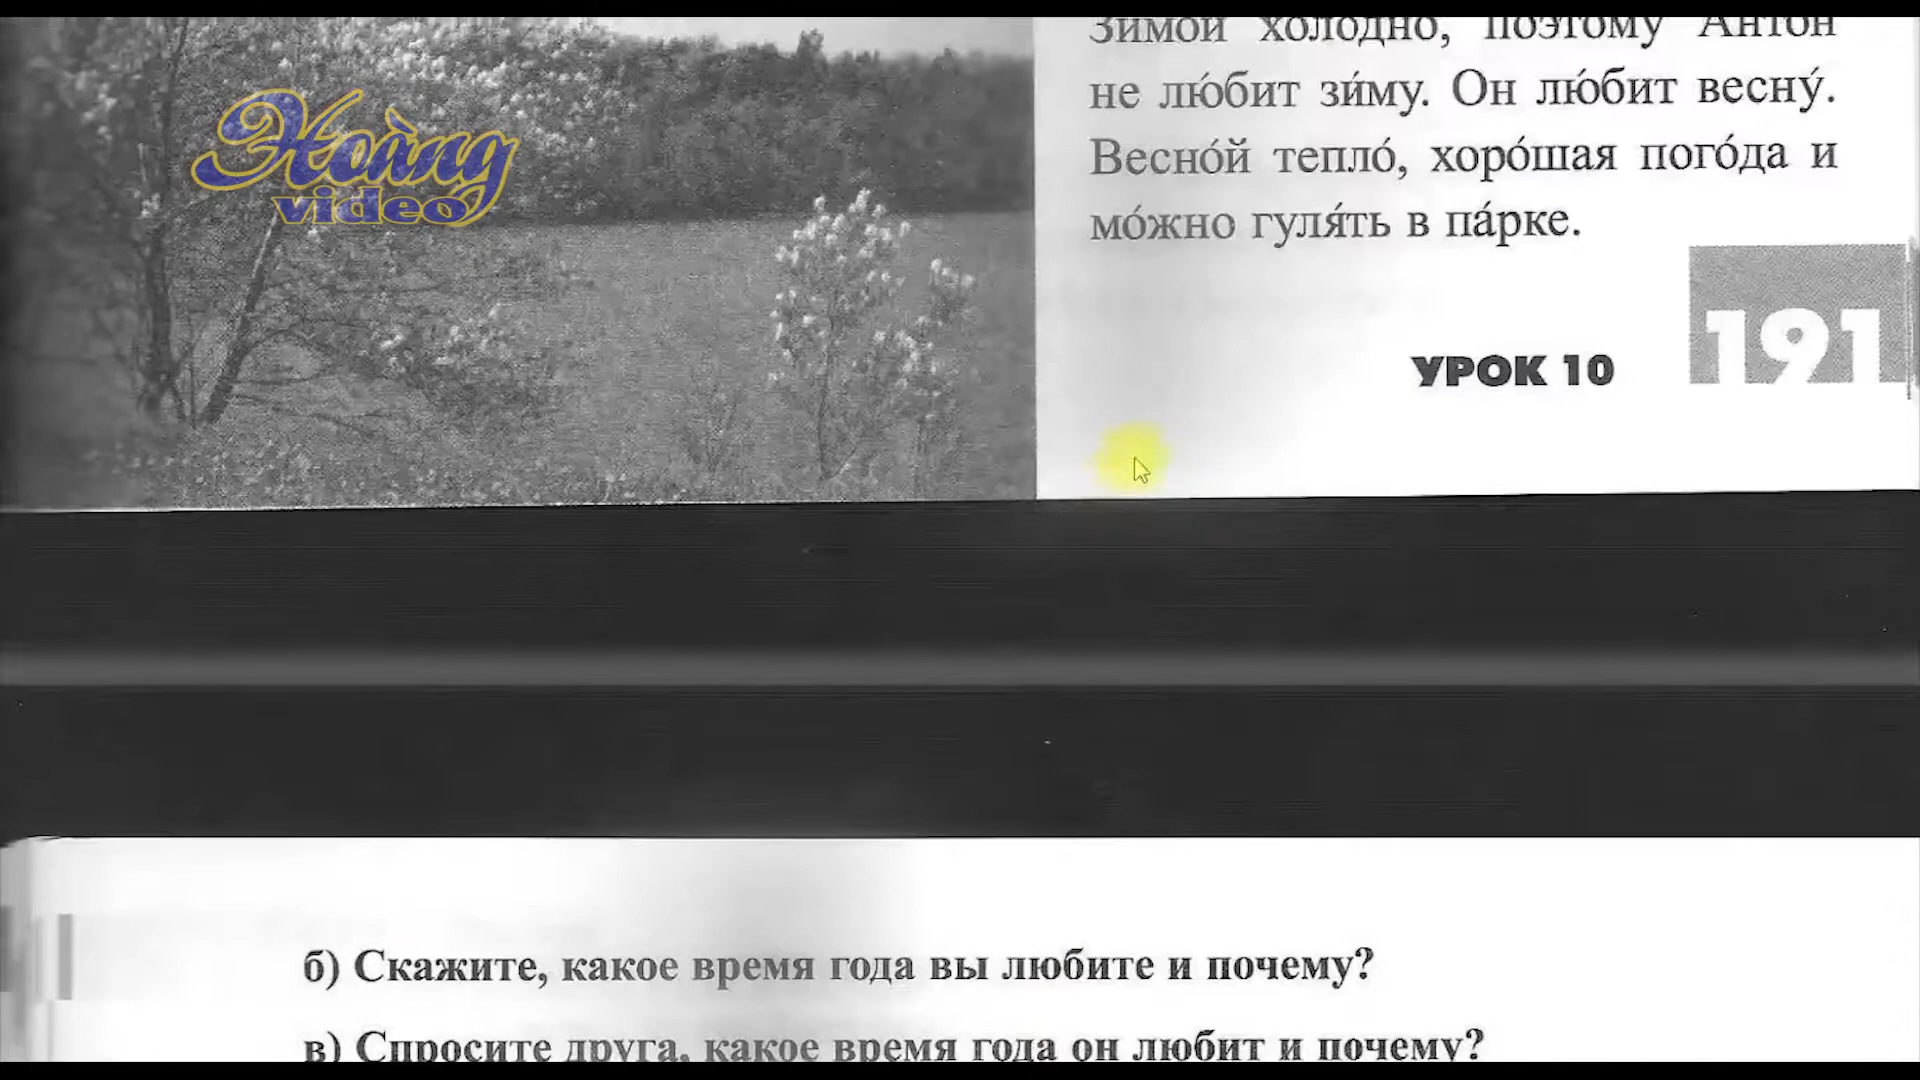 Hoàng
video
Зимой холодно, поэтому Антон
не лю́бит зи́му. Он лю́бит весну́.
Весно́й тепло́, хоро́шая пого́да и
мо́жно гуля́ть в па́рке.
УРОК 10
191
б) Скажите, какое время года вы любите и почему?
в) Спросите друга, какое время года он любит и почему?